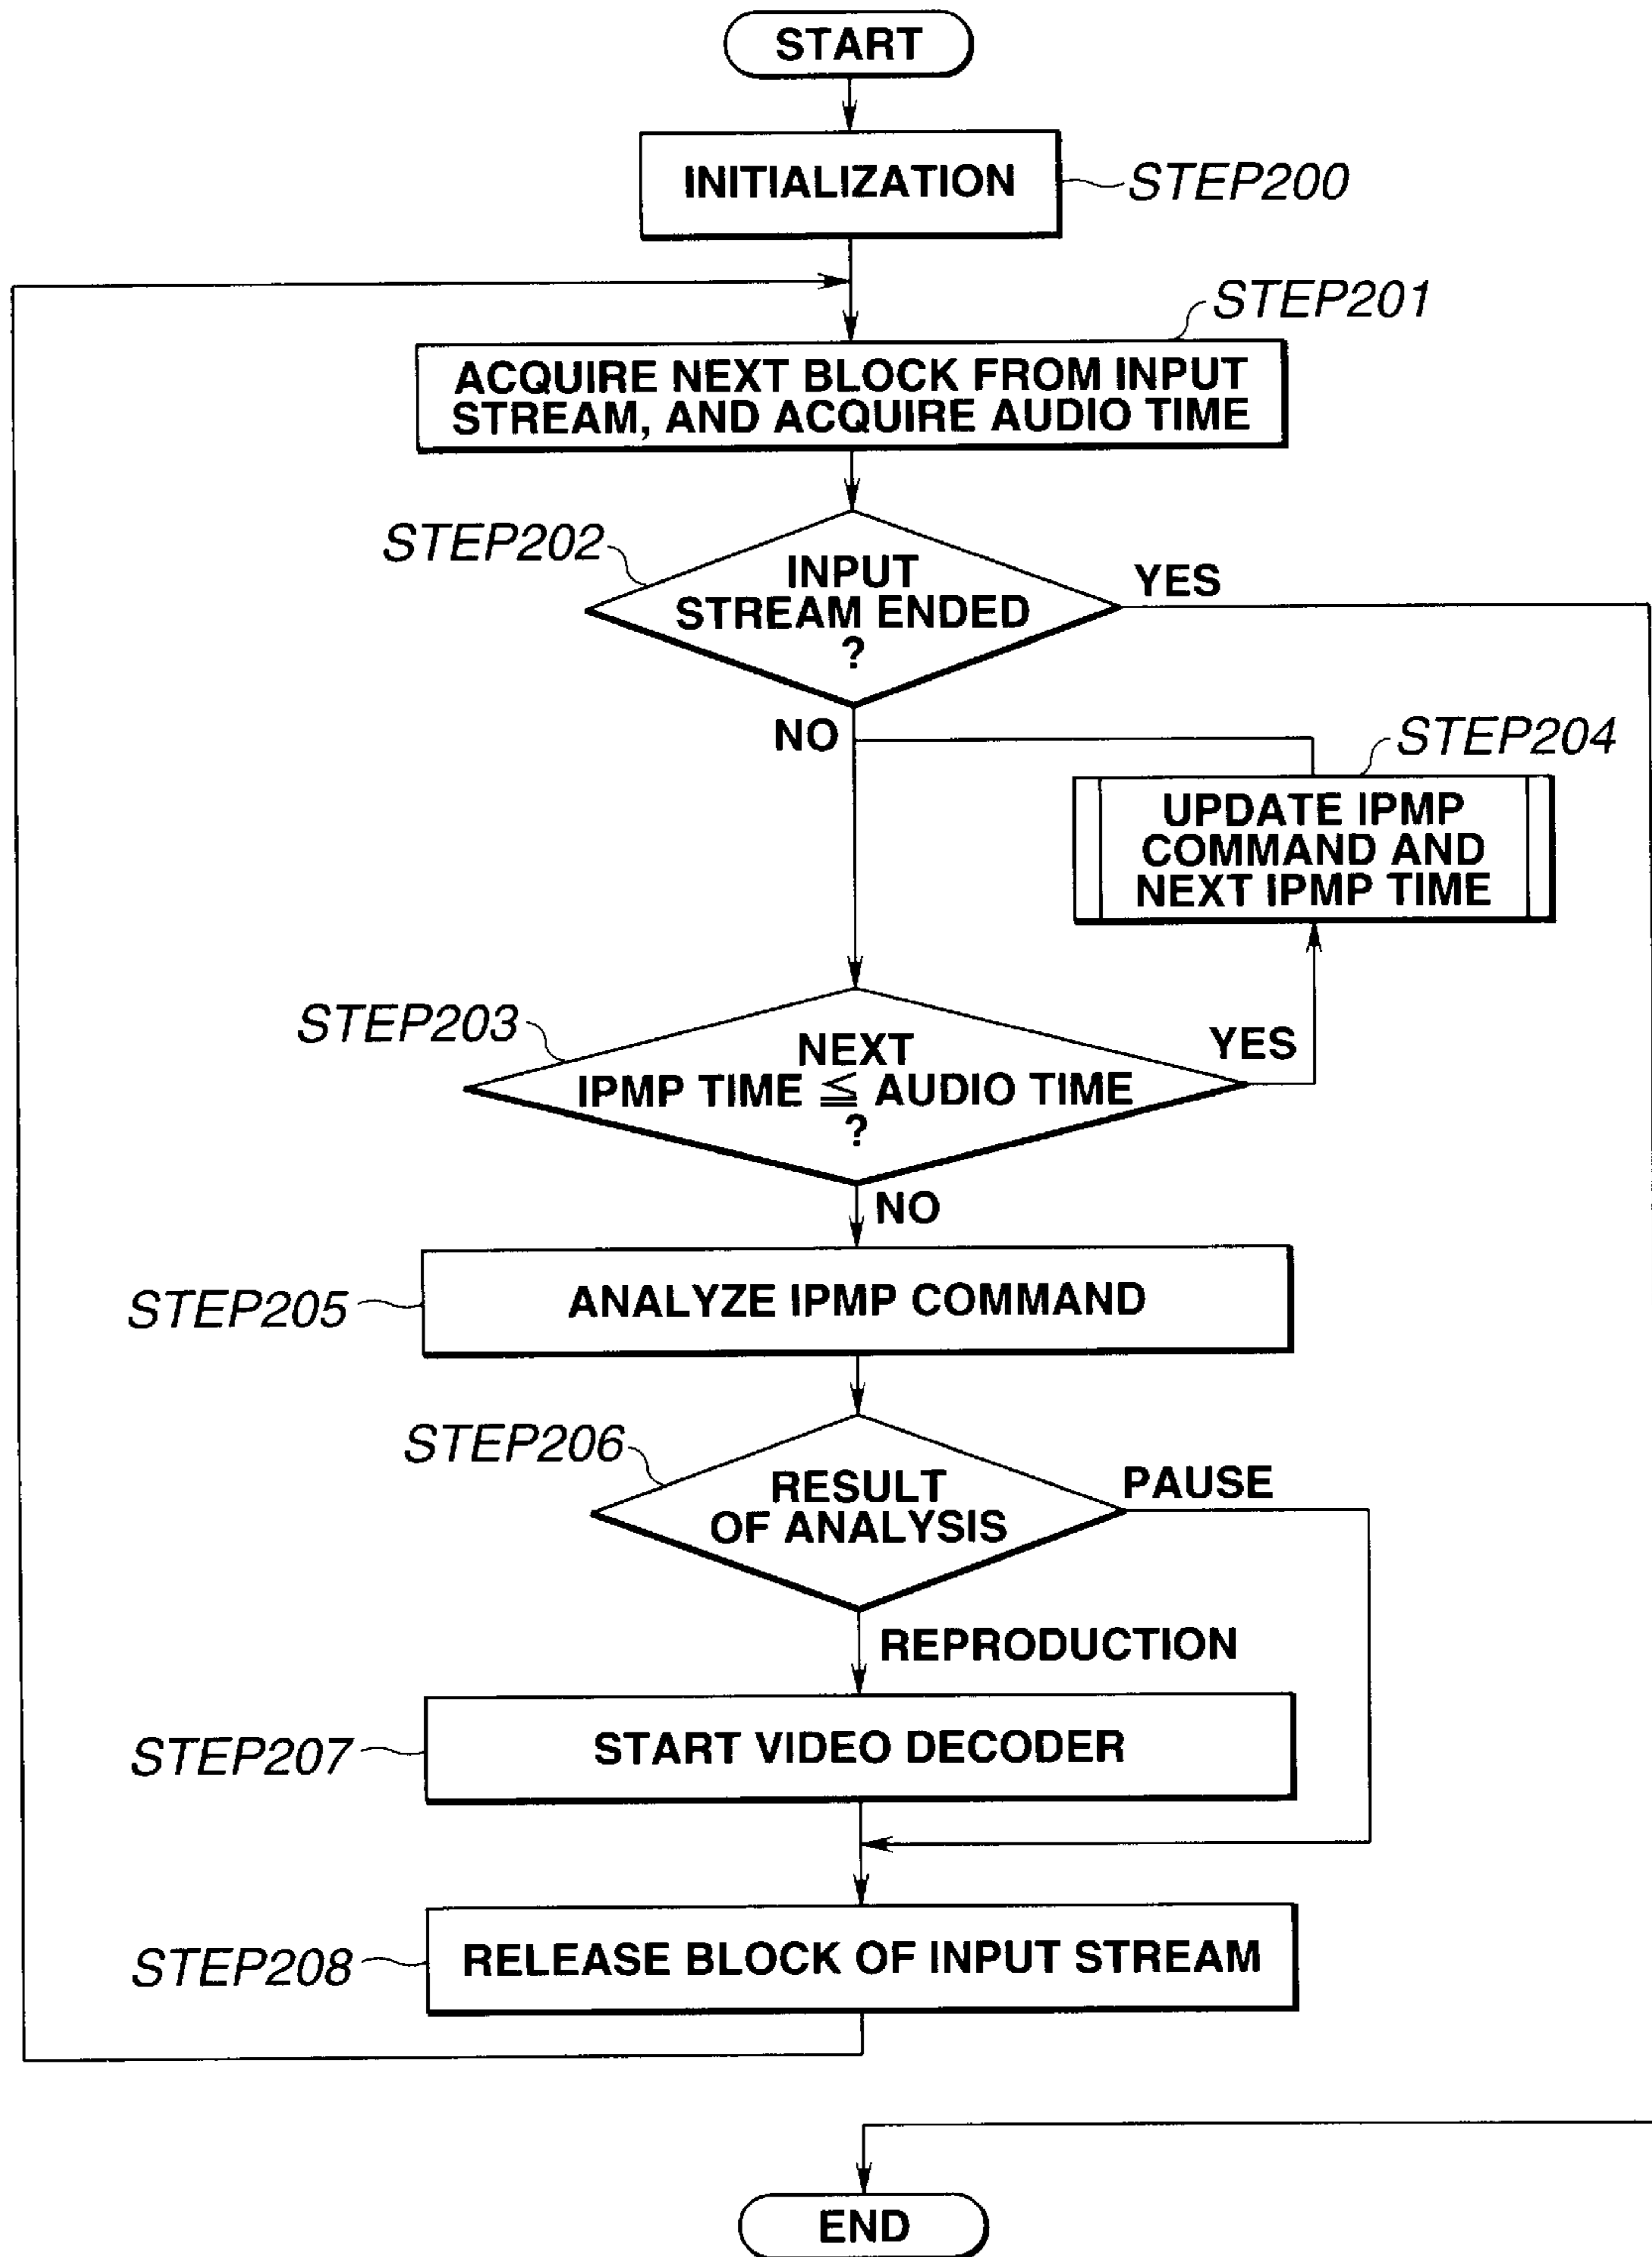 START
INITIALIZATION
STEP200
STEP201
ACQUIRE NEXT BLOCK FROM INPUT
STREAM, AND ACQUIRE AUDIO TIME
STEP202
INPUT
STREAM ENDED
?
YES
NO
STEP204
UPDATE IPMP
COMMAND AND
NEXT IPMP TIME
STEP203
NEXT
IPMP TIME ≦ AUDIO TIME
?
YES
NO
STEP205
ANALYZE IPMP COMMAND
STEP206
RESULT
OF ANALYSIS
PAUSE
REPRODUCTION
STEP207
START VIDEO DECODER
STEP208
RELEASE BLOCK OF INPUT STREAM
END